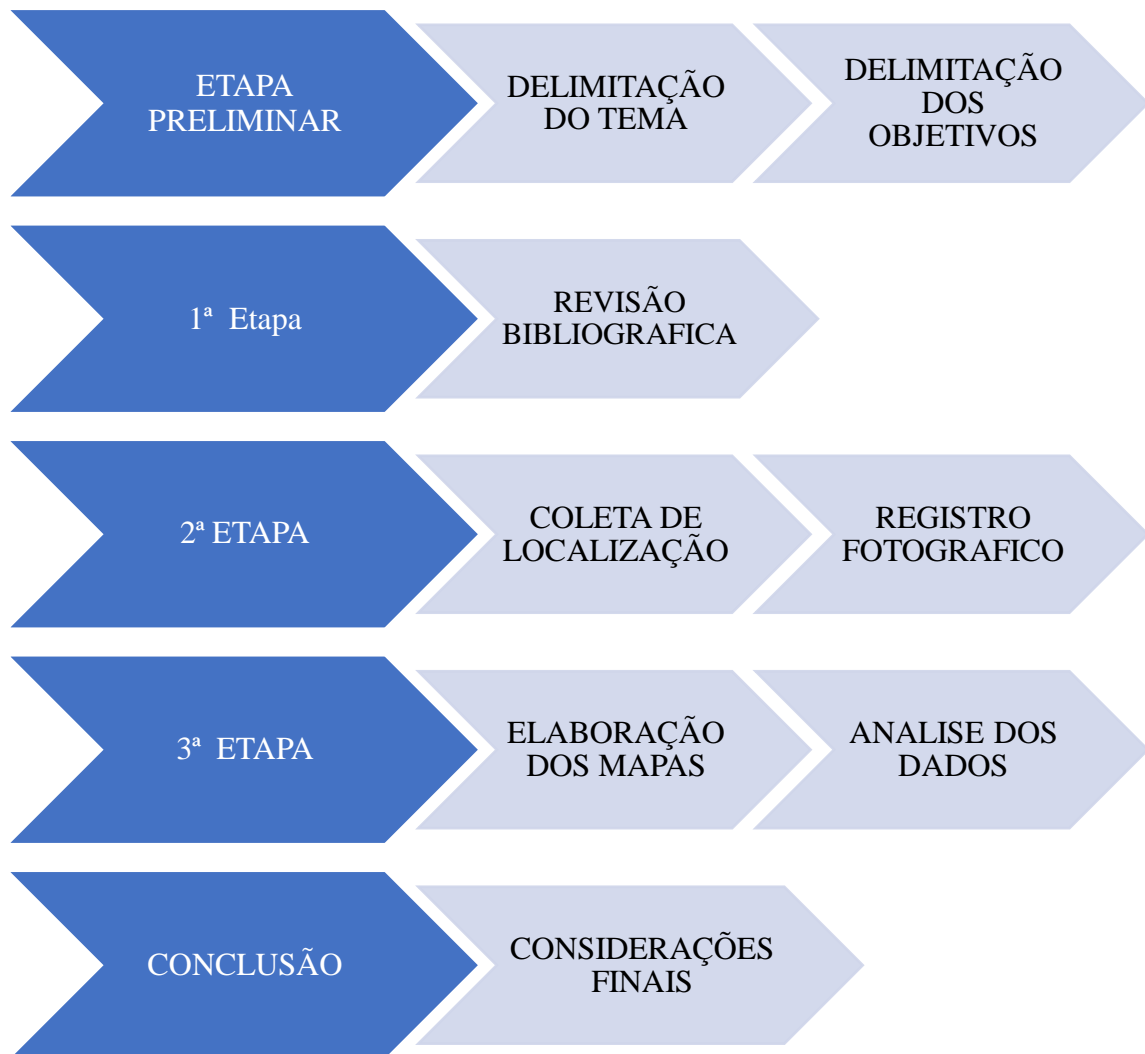 ETAPA
PRELIMINAR
DELIMITAÇÃO
DO TEMA
DELIMITAÇÃO
DOS
OBJETIVOS
1ª Etapa
REVISÃO
BIBLIOGRAFICA
2ª ETAPA
COLETA DE
LOCALIZAÇÃO
REGISTRO
FOTOGRAFICO
3ª ETAPA
ELABORAÇÃO
DOS MAPAS
ANALISE DOS
DADOS
CONCLUSÃO
CONSIDERAÇÕES
FINAIS